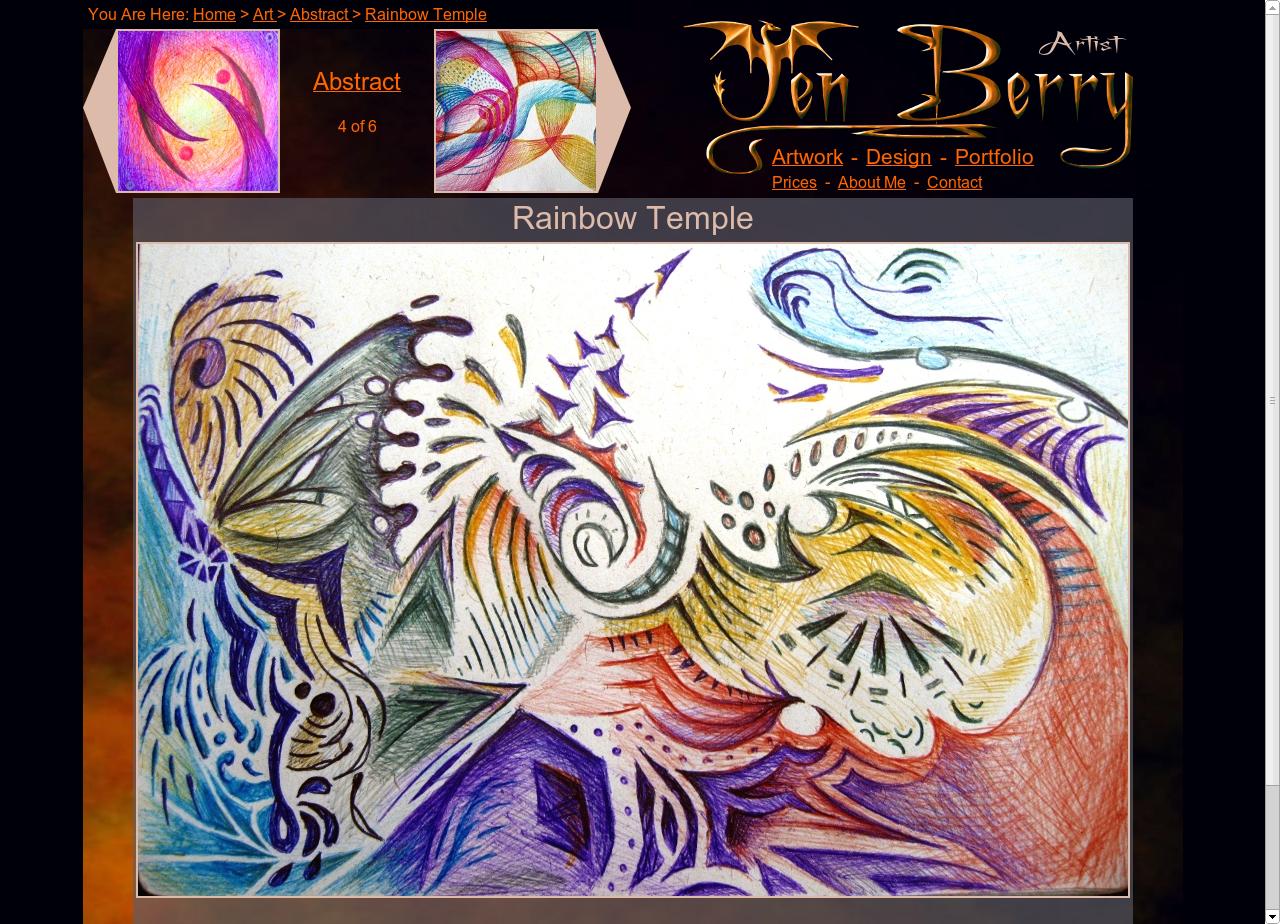 You Are Here: Home > Art > Abstract > Rainbow Temple
Abstract
4 of 6
Artist
Jen Berry
Artwork - Design - Portfolio
Prices - About Me - Contact
Rainbow Temple